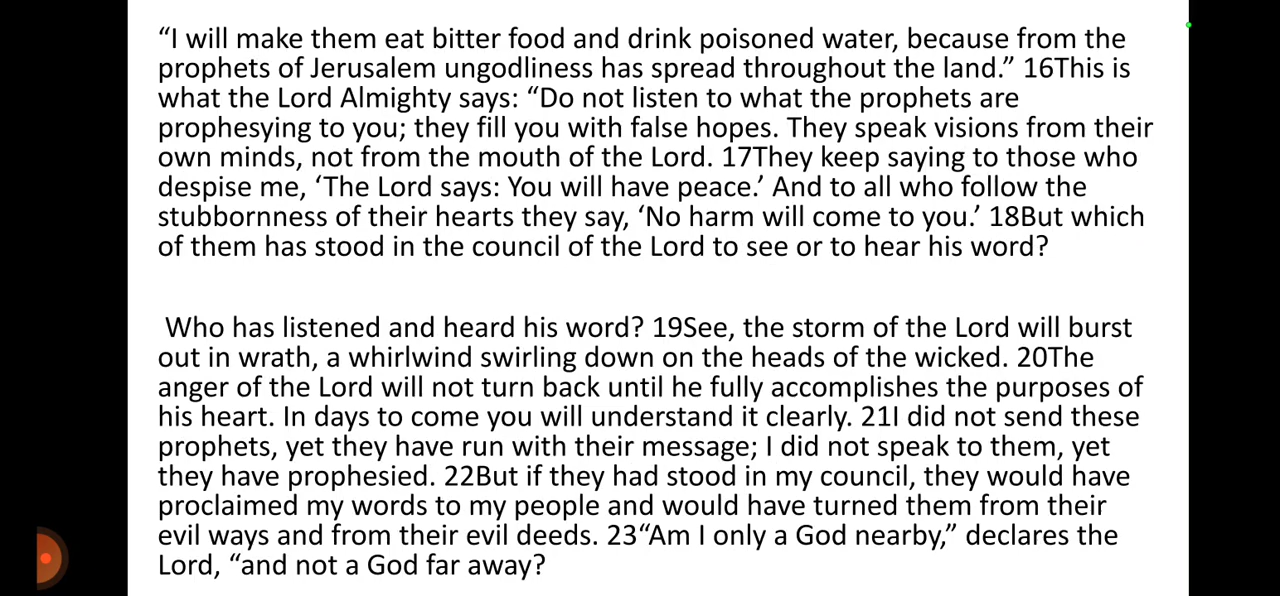 “I will make them eat bitter food and drink poisoned water, because from the
prophets of Jerusalem ungodliness has spread throughout the land.” 16This is
what the Lord Almighty says: “Do not listen to what the prophets are
prophesying to you; they fill you with false hopes. They speak visions from their
own minds, not from the mouth of the Lord. 17They keep saying to those who
despise me, ‘The Lord says: You will have peace.’ And to all who follow the
stubbornness of their hearts they say, ‘No harm will come to you.’ 18But which
of them has stood in the council of the Lord to see or to hear his word?
Who has listened and heard his word? 19See, the storm of the Lord will burst
out in wrath, a whirlwind swirling down on the heads of the wicked. 20The
anger of the Lord will not turn back until he fully accomplishes the purposes of
his heart. In days to come you will understand it clearly. 21I did not send these
prophets, yet they have run with their message; I did not speak to them, yet
they have prophesied. 22But if they had stood in my council, they would have
proclaimed my words to my people and would have turned them from their
evil ways and from their evil deeds. 23“Am I only a God nearby,” declares the
Lord, “and not a God far away?